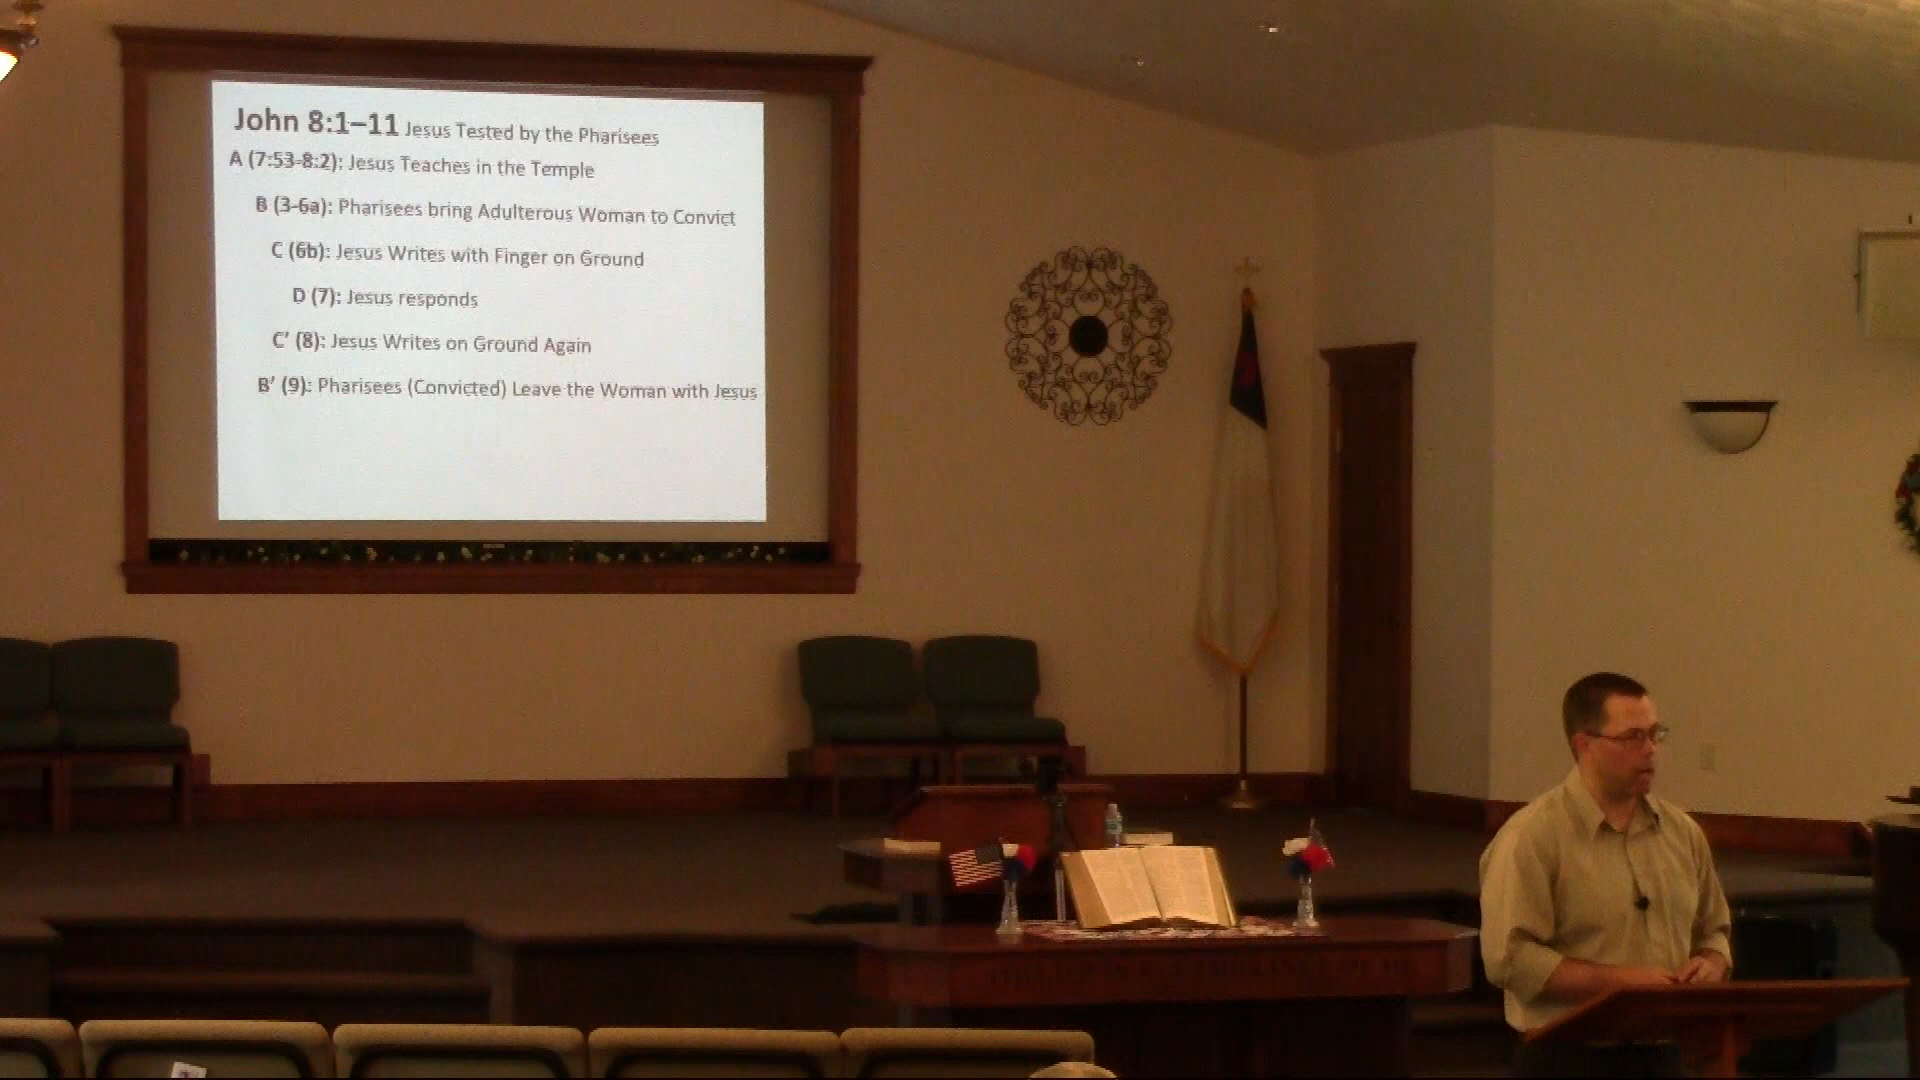 John 8:1–11 Jesus Tested by the Pharisees
A (7:53-8:2): Jesus Teaches in the Temple
B (3-6a): Pharisees bring Adulterous Woman to Convict
C (6b): Jesus Writes with Finger on Ground
D (7): Jesus responds
C’ (8): Jesus Writes on Ground Again
B’ (9): Pharisees (Convicted) Leave the Woman with Jesus